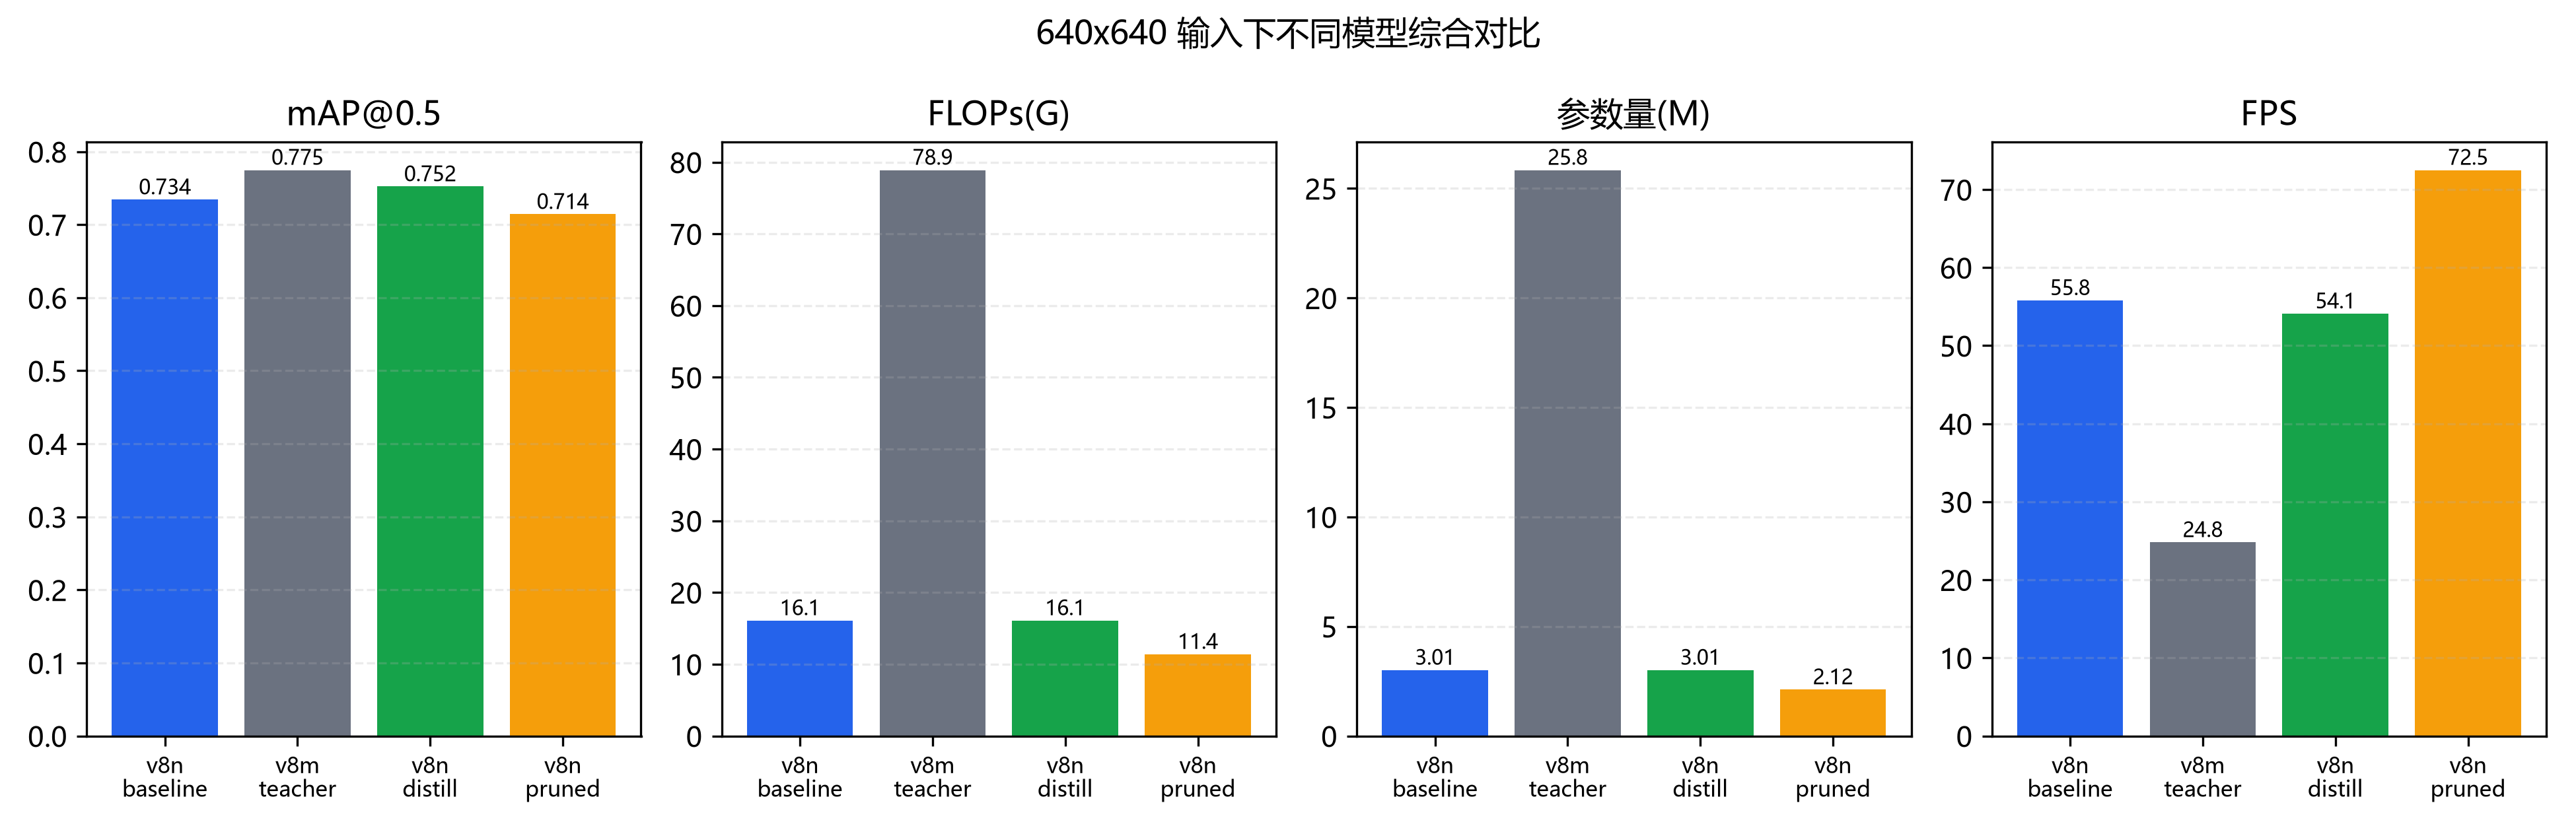 640x640 输入下不同模型综合对比
mAP@0.5
0.8
0.7
0.6
0.5
0.4
0.3
0.2
0.1
0.0
0.734
0.775
0.752
0.714
v8n
baseline
v8m
teacher
v8n
distill
v8n
pruned
FLOPs(G)
80
70
60
50
40
30
20
10
0
16.1
78.9
16.1
11.4
v8n
baseline
v8m
teacher
v8n
distill
v8n
pruned
参数量(M)
25
20
15
10
5
0
3.01
25.8
3.01
2.12
v8n
baseline
v8m
teacher
v8n
distill
v8n
pruned
FPS
70
60
50
40
30
20
10
0
55.8
24.8
54.1
72.5
v8n
baseline
v8m
teacher
v8n
distill
v8n
pruned